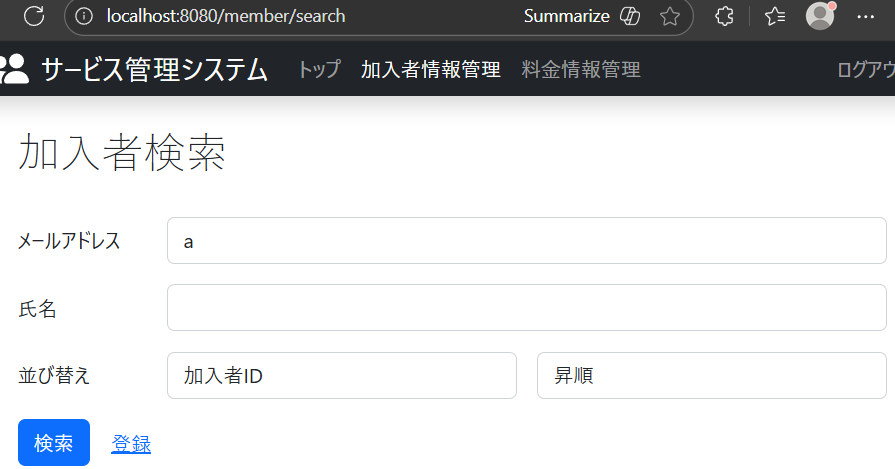 localhost:8080/member/search Summarize
サービス管理システム トップ 加入者情報管理 料金情報管理 ログアウ
加入者検索
メールアドレス a
氏名
並び替え 加入者ID 昇順
検索 登録